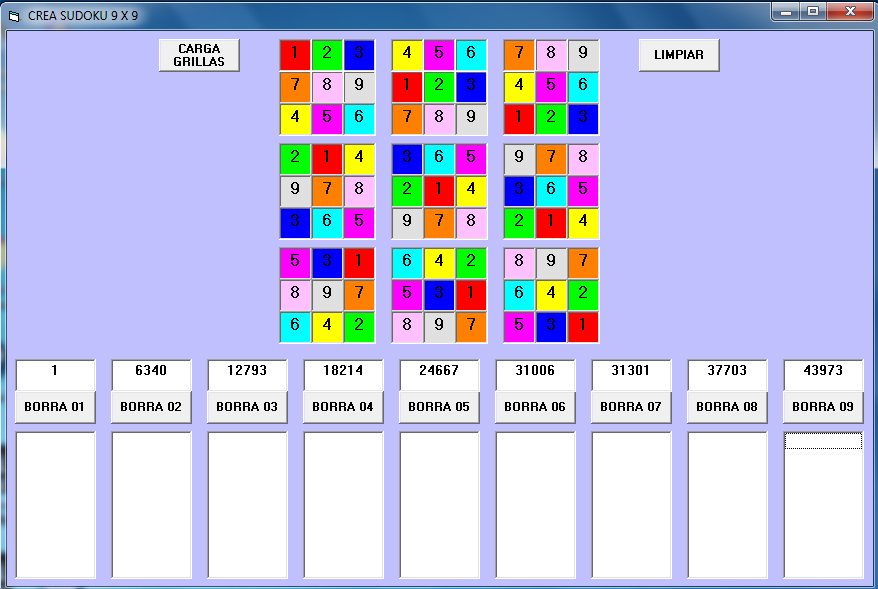 CREA SUDOKU 9 X 9
CARGA
GRILLAS
LIMPIAR
1 2 3 4 5 6 7 8 9
7 8 9 1 2 3 4 5 6
4 5 6 7 8 9 1 2 3
2 1 4 3 6 5 9 7 8
9 7 8 2 1 4 3 6 5
3 6 5 9 7 8 2 1 4
5 3 1 6 4 2 8 9 7
8 9 7 5 3 1 6 4 2
6 4 2 8 9 7 5 3 1
1 6340 12793 18214 24667 31006 31301 37703 43973
BORRA 01 BORRA 02 BORRA 03 BORRA 04 BORRA 05 BORRA 06 BORRA 07 BORRA 08 BORRA 09